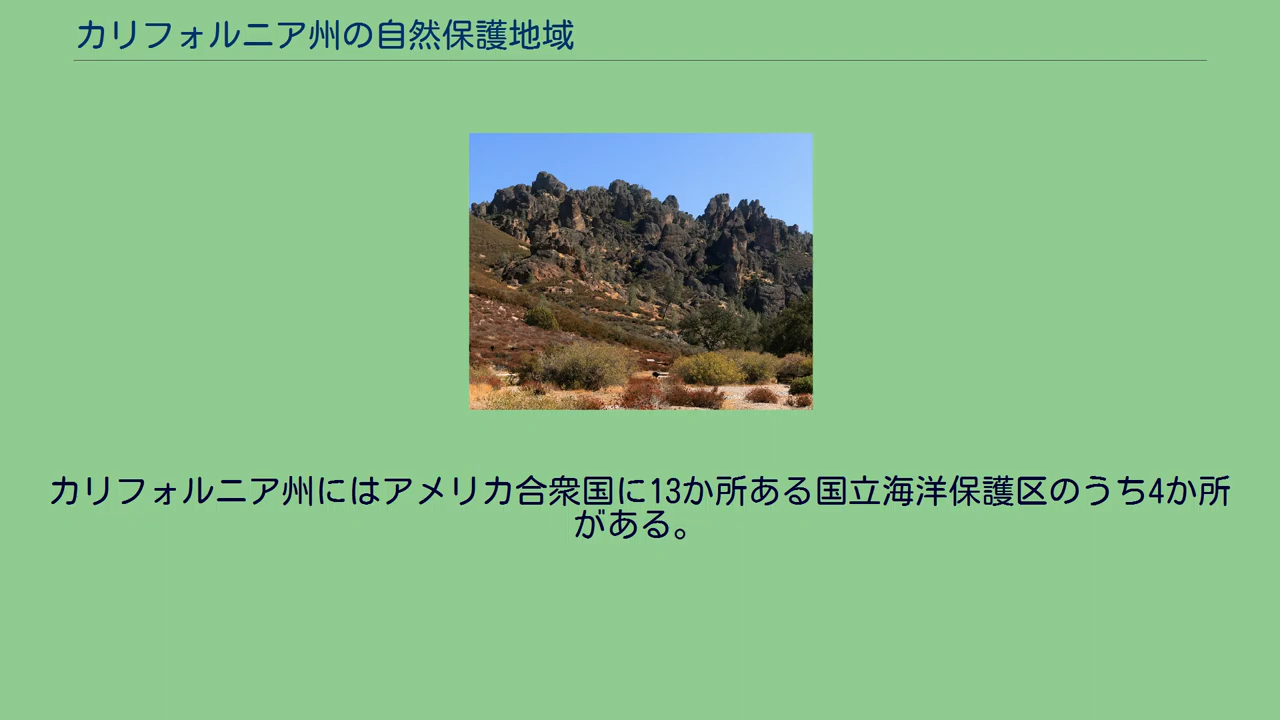 カリフォルニア州の自然保護地域
カリフォルニア州にはアメリカ合衆国に13か所ある国立海洋保護区のうち4か所
がある。